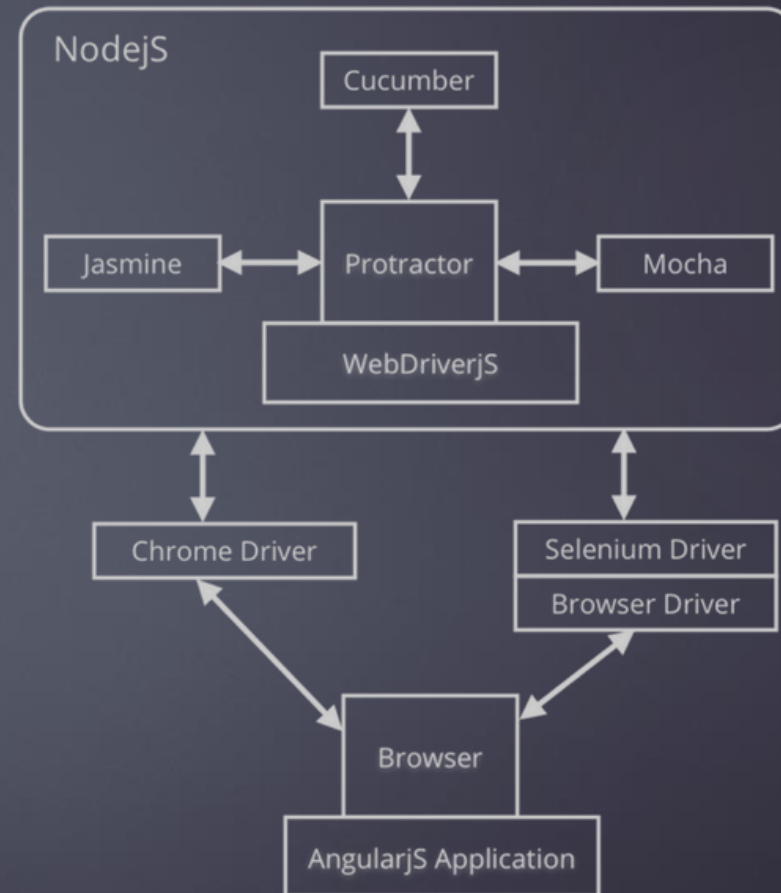 NodejS
Cucumber
Jasmine
Protractor
Mocha
WebDriverjS
Chrome Driver
Selenium Driver
Browser Driver
Browser
AngularjS Application